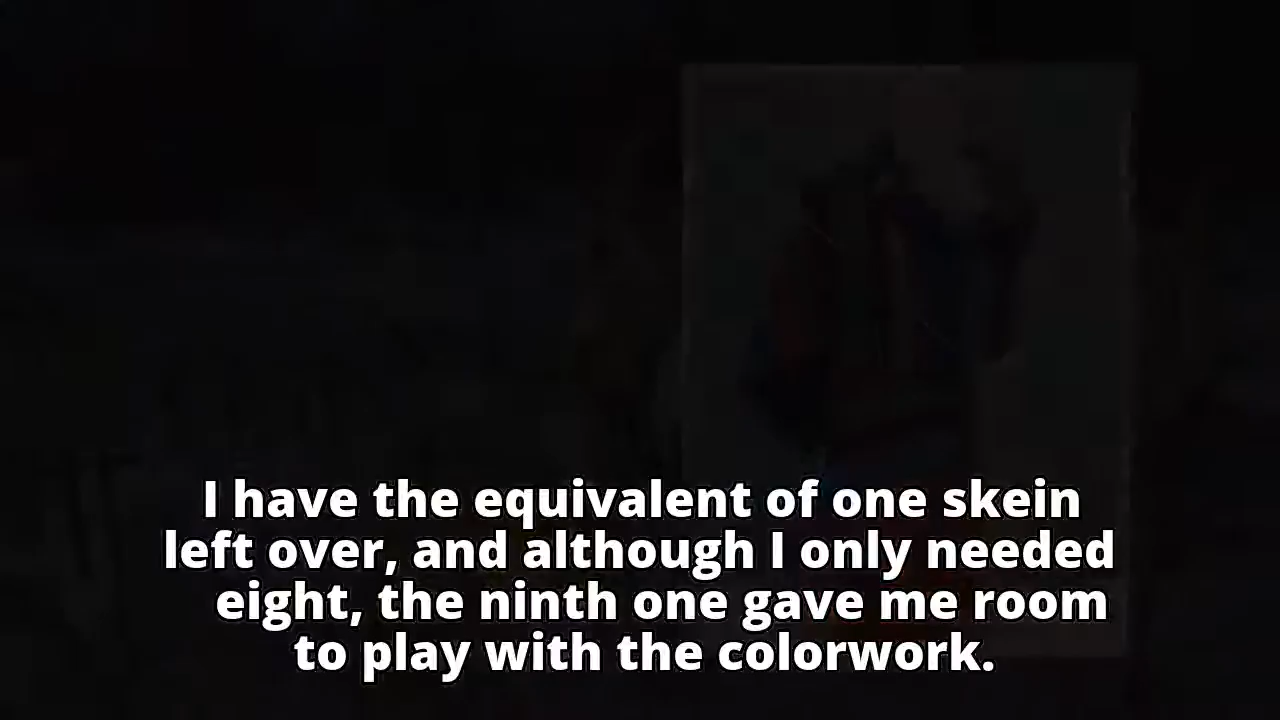 I have the equivalent of one skein
left over, and although I only needed
eight, the ninth one gave me room
to play with the colorwork.